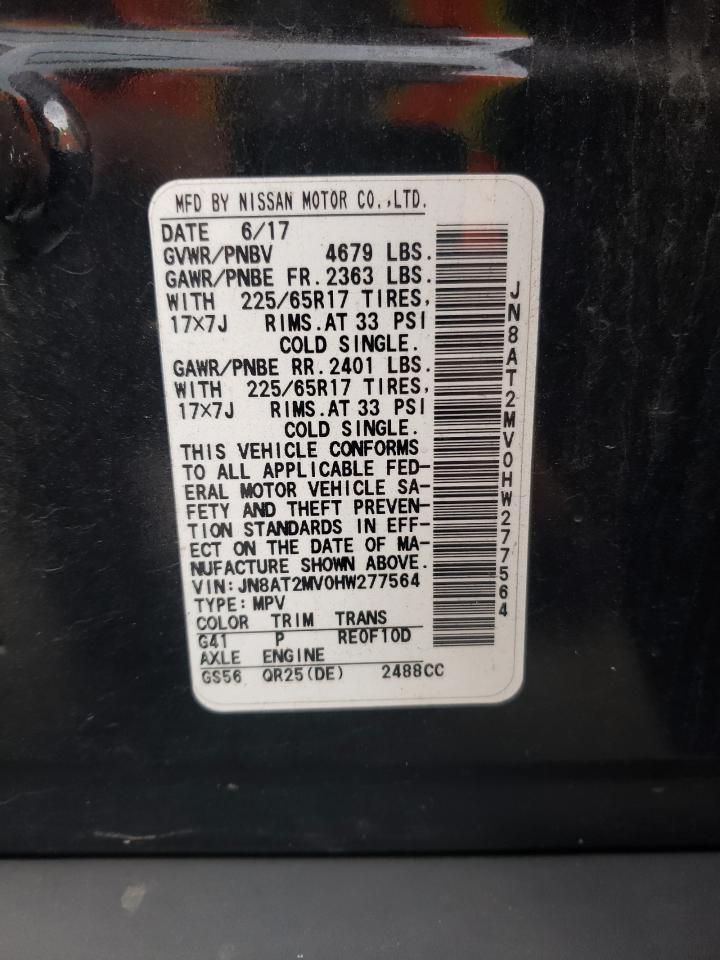 MFD BY NISSAN MOTOR CO.,LTD.
DATE 6/17
GVWR/PNBV 4679 LBS.
GAWR/PNBE FR. 2363 LBS.
WITH 225/65R17 TIRES,
17×7J RIMS. AT 33 PSI
COLD SINGLE.
GAWR/PNBE RR. 2401 LBS.
WITH 225/65R17 TIRES,
17×7J RIMS. AT 33 PSI
COLD SINGLE.
THIS VEHICLE CONFORMS
TO ALL APPLICABLE FED-
ERAL MOTOR VEHICLE SA-
FETY AND THEFT PREVEN-
TION STANDARDS IN EFF-
ECT ON THE DATE OF MA-
NUFACTURE SHOWN ABOVE.
VIN:JN8AT2MV0HW277564
TYPE:MPV
COLOR TRIM TRANS
G41 P RE0F10D
AXLE ENGINE
GS56 QR25(DE) 2488CC
JN8AT2MV0HW277564